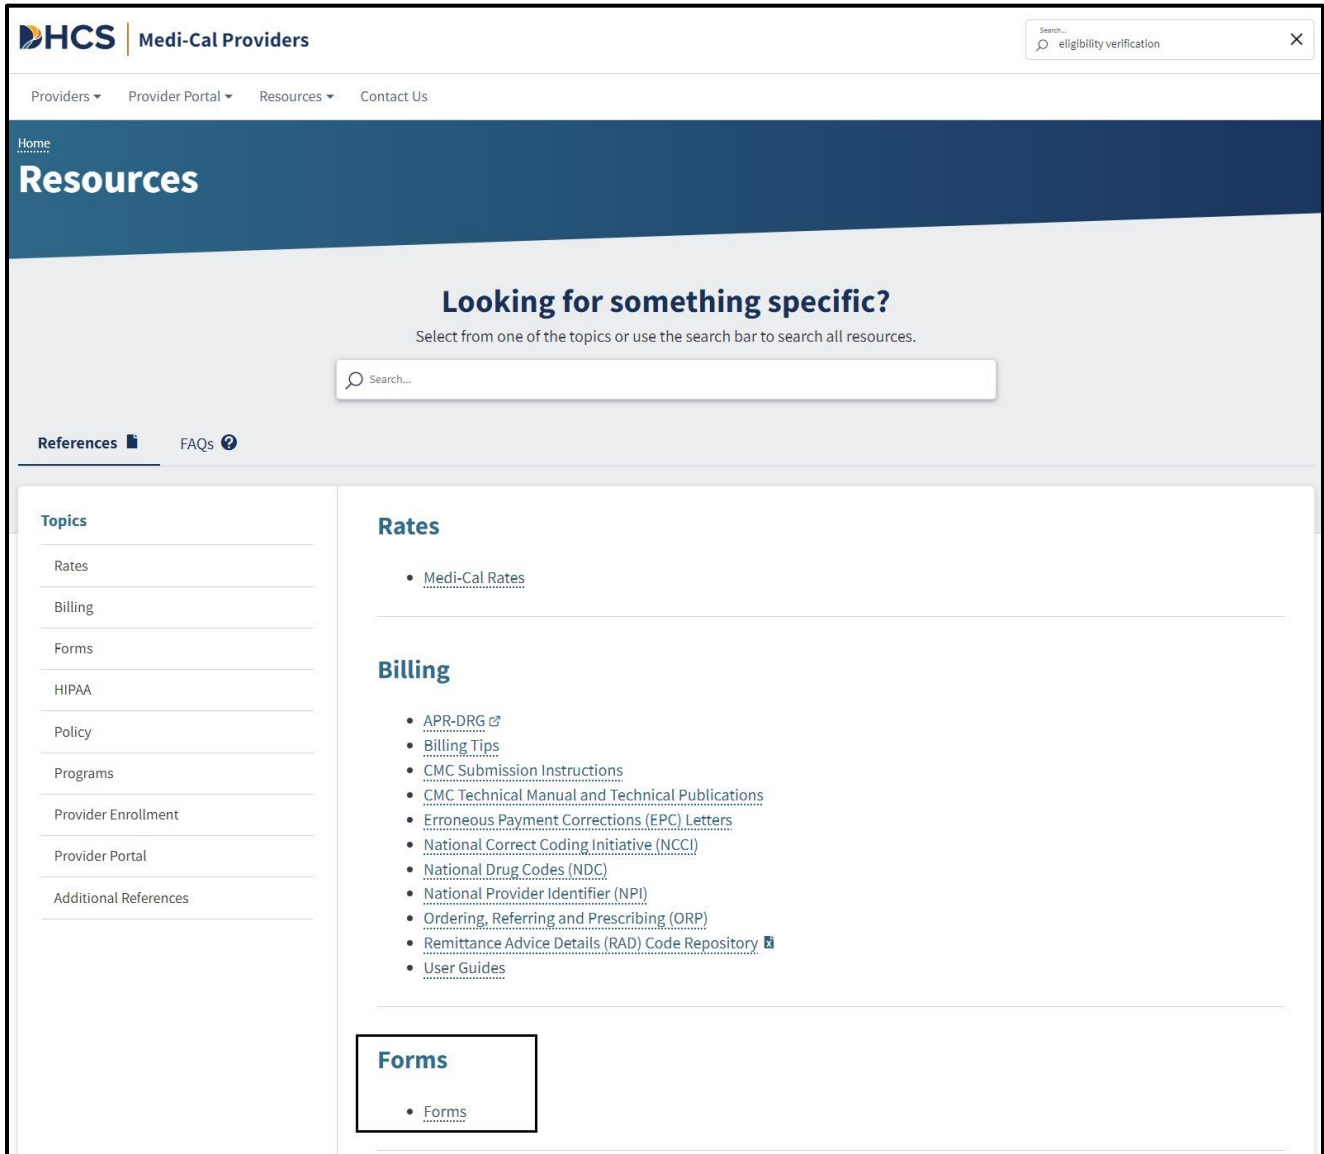 DHCS Medi-Cal Providers
Search...
eligibility verification
Providers Provider Portal Resources Contact Us
Home
Resources
Looking for something specific?
Select from one of the topics or use the search bar to search all resources.
Search...
References FAQs
Topics
Rates
Billing
Forms
HIPAA
Policy
Programs
Provider Enrollment
Provider Portal
Additional References
Rates
• Medi-Cal Rates
Billing
• APR-DRG
• Billing Tips
• CMC Submission Instructions
• CMC Technical Manual and Technical Publications
• Erroneous Payment Corrections (EPC) Letters
• National Correct Coding Initiative (NCCI)
• National Drug Codes (NDC)
• National Provider Identifier (NPI)
• Ordering, Referring and Prescribing (ORP)
• Remittance Advice Details (RAD) Code Repository
• User Guides
Forms
• Forms